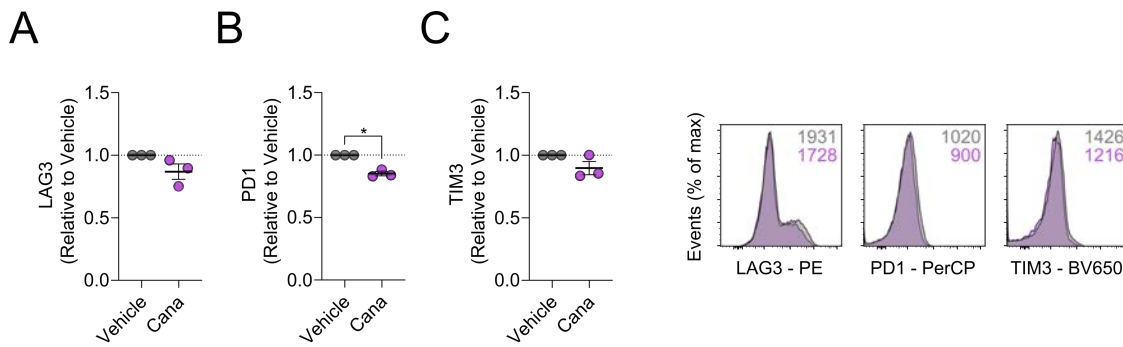 A
LAG3
(Relative to Vehicle)
1.5
1.0
0.5
0.0
Vehicle
Cana
B
PD1
(Relative to Vehicle)
1.5
1.0
0.5
0.0
*
Vehicle
Cana
C
TIM3
(Relative to Vehicle)
1.5
1.0
0.5
0.0
Vehicle
Cana
Events (% of max)
1931
1728
LAG3 - PE
1020
900
PD1 - PerCP
1426
1216
TIM3 - BV650